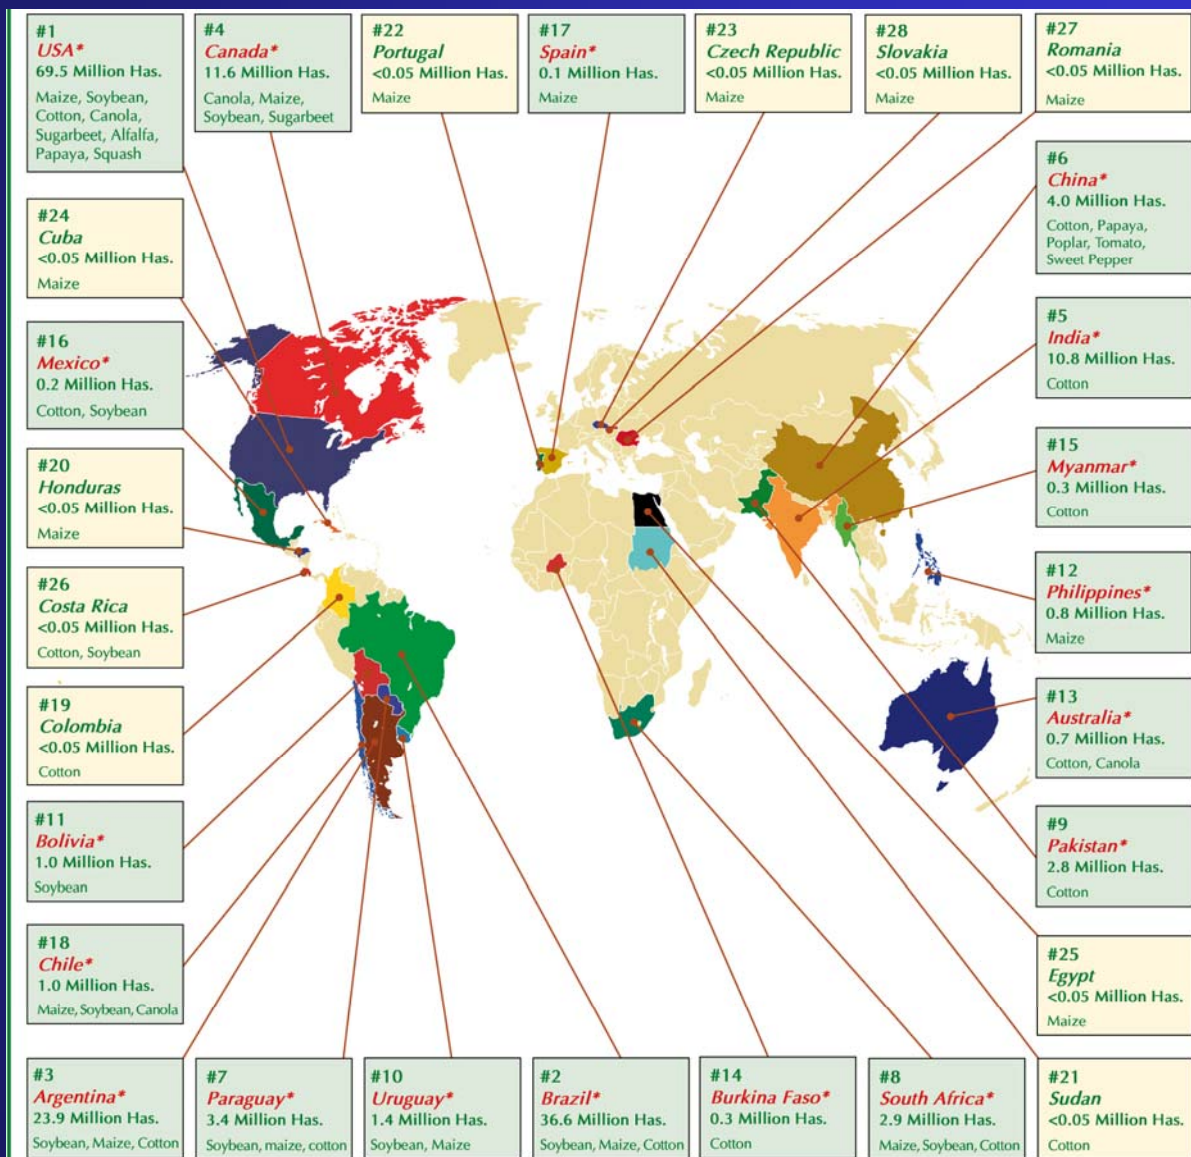 #1
USA*
69.5 Million Has.
Maize, Soybean,
Cotton, Canola,
Sugarbeet, Alfalfa,
Papaya, Squash
#4
Canada*
11.6 Million Has.
Canola, Maize,
Soybean, Sugarbeet
#22
Portugal
<0.05 Million Has.
Maize
#17
Spain*
0.1 Million Has.
Maize
#23
Czech Republic
<0.05 Million Has.
Maize
#28
Slovakia
<0.05 Million Has.
Maize
#27
Romania
<0.05 Million Has.
Maize
#24
Cuba
<0.05 Million Has.
Maize
#16
Mexico*
0.2 Million Has.
Cotton, Soybean
#20
Honduras
<0.05 Million Has.
Maize
#26
Costa Rica
<0.05 Million Has.
Cotton, Soybean
#19
Colombia
<0.05 Million Has.
Cotton
#11
Bolivia*
1.0 Million Has.
Soybean
#18
Chile*
1.0 Million Has.
Maize, Soybean, Canola
#6
China*
4.0 Million Has.
Cotton, Papaya,
Poplar, Tomato,
Sweet Pepper
#5
India*
10.8 Million Has.
Cotton
#15
Myanmar*
0.3 Million Has.
Cotton
#12
Philippines*
0.8 Million Has.
Maize
#13
Australia*
0.7 Million Has.
Cotton, Canola
#9
Pakistan*
2.8 Million Has.
Cotton
#25
Egypt
<0.05 Million Has.
Maize
#3
Argentina*
23.9 Million Has.
Soybean, Maize, Cotton
#7
Paraguay*
3.4 Million Has.
Soybean, maize, cotton
#10
Uruguay*
1.4 Million Has.
Soybean, Maize
#2
Brazil*
36.6 Million Has.
Soybean, Maize, Cotton
#14
Burkina Faso*
0.3 Million Has.
Cotton
#8
South Africa*
2.9 Million Has.
Maize, Soybean, Cotton
#21
Sudan
<0.05 Million Has.
Cotton